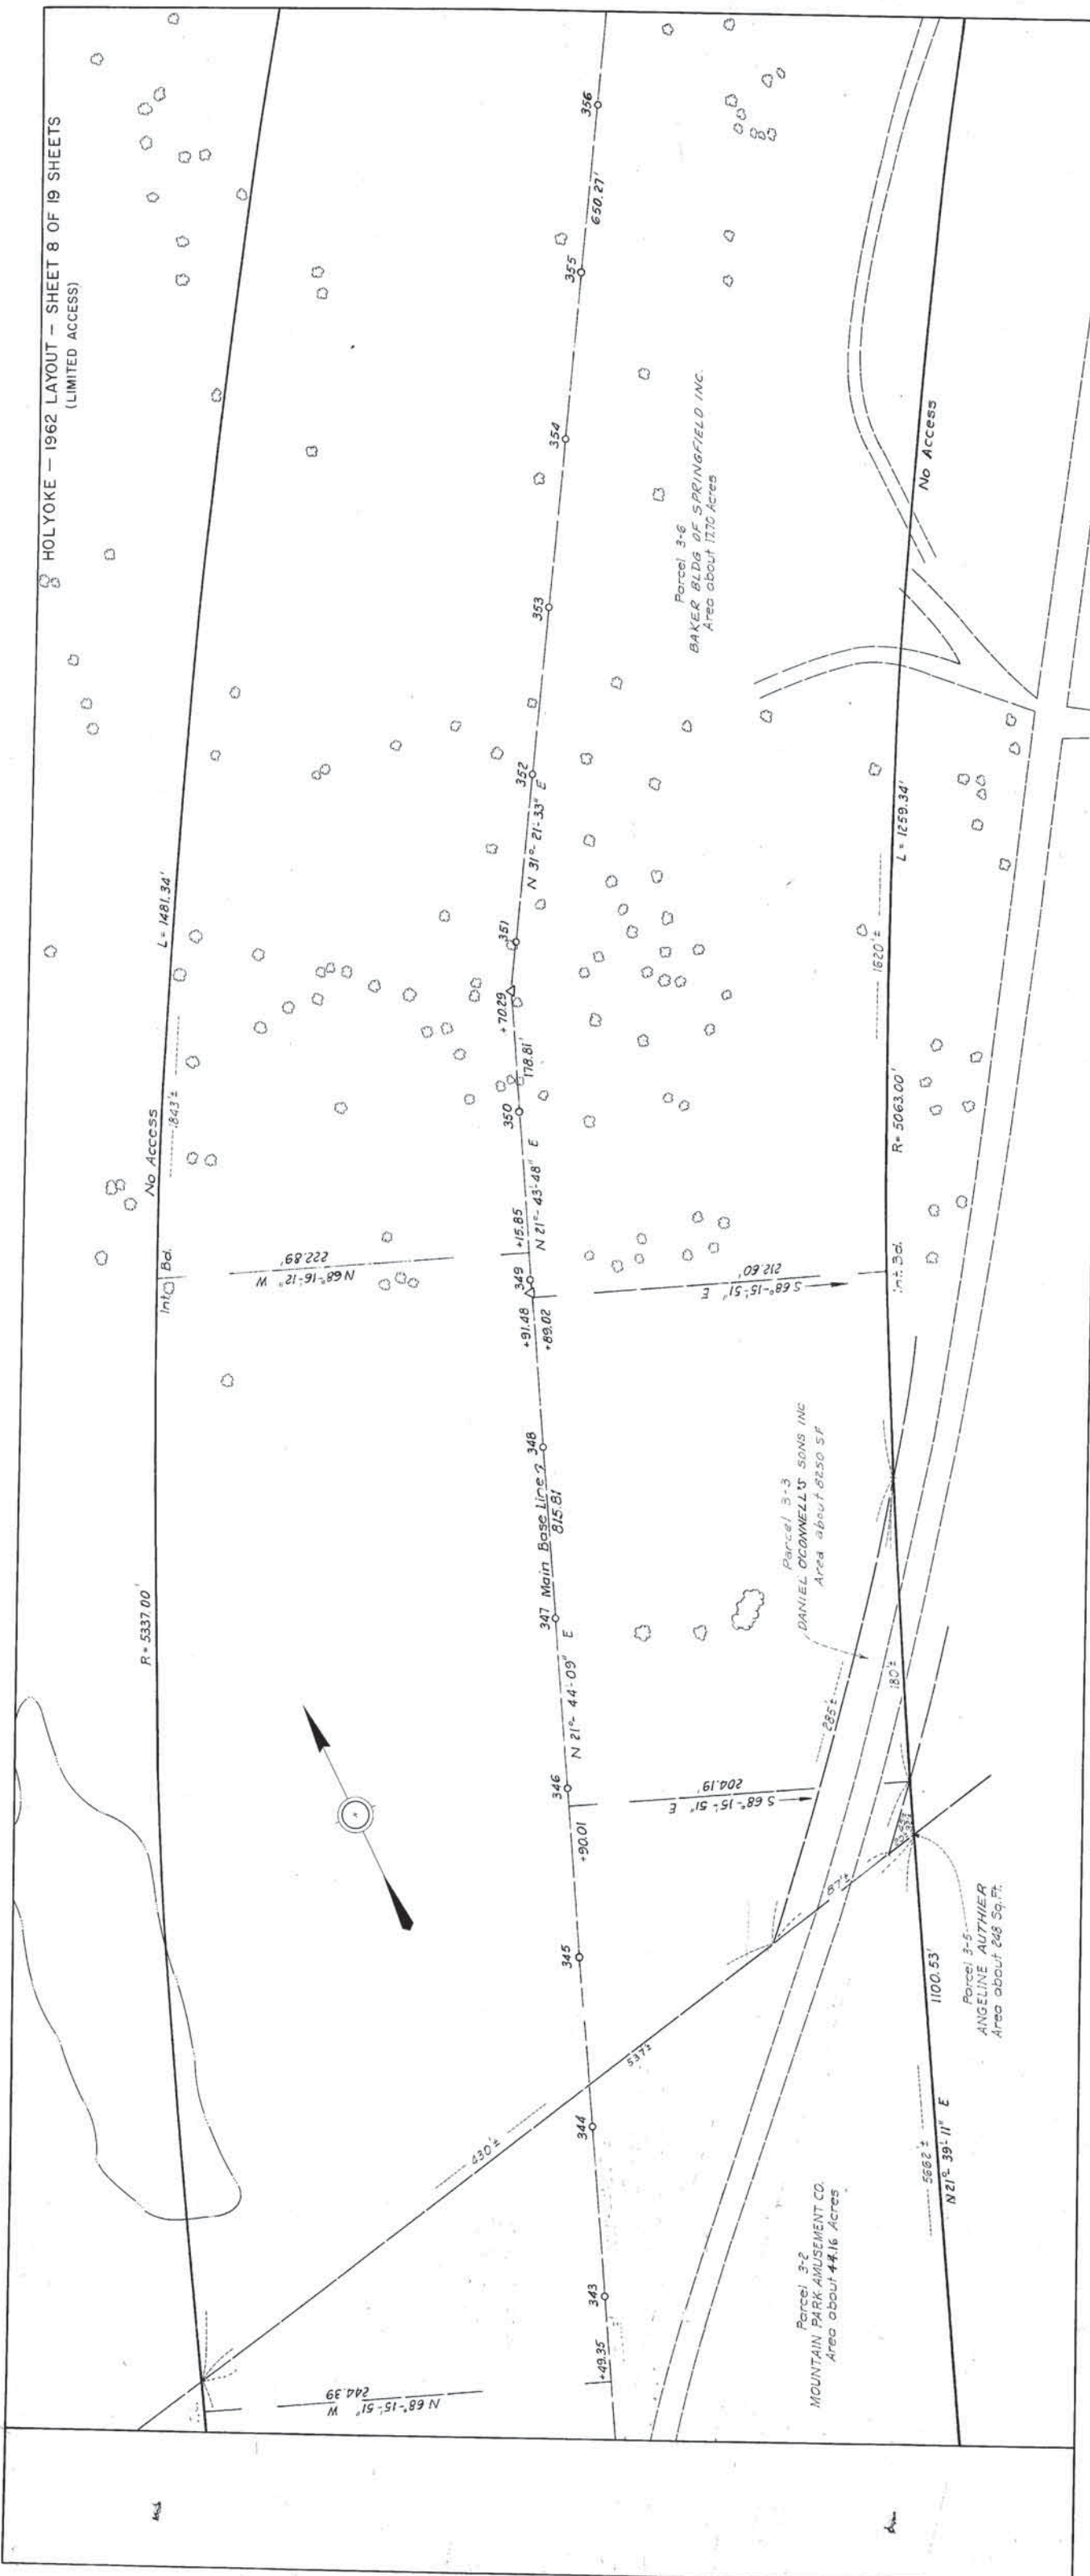 HOLYOKE — 1962 LAYOUT — SHEET 8 OF 19 SHEETS
(LIMITED ACCESS)
R = 5337.00'
Int. Bd.
No Access
1843'±
L = 1481.34'
N 68°-15'-51" W
244.39
N 68°-16'-12" W
222.89'
+49.35
343
344
345
+90.01
346
N 21°-44'-09" E
347 Main Base Line
815.81
348
+91.48
+89.02
349
+15.85
N 21°-43'-48" E
350
178.81'
+70.29
351
N 31°-21'-33" E
352
353
354
355
650.27'
356
430'±
537±
S 68°-15'-51" E
204.19'
S 68°-15'-51" E
212.60'
Parcel 3-6
BAKER BLDG OF SPRINGFIELD INC.
Area about 17.70 Acres
Parcel 3-3
DANIEL O'CONNELL'S SONS INC
Area about 8250 SF
285'±
180'±
87'±
Parcel 3-2
MOUNTAIN PARK AMUSEMENT CO.
Area about 44.16 Acres
5662'±
N 21°-39'-11" E
1100.53'
Parcel 3-5
ANGELINE AUTHIER
Area about 248 Sq.Ft.
Int. Bd.
R = 5063.00'
1620'±
L = 1259.34'
No Access